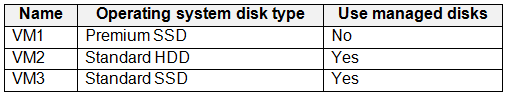 Name Operating system disk type Use managed disks
VM1 Premium SSD No
VM2 Standard HDD Yes
VM3 Standard SSD Yes